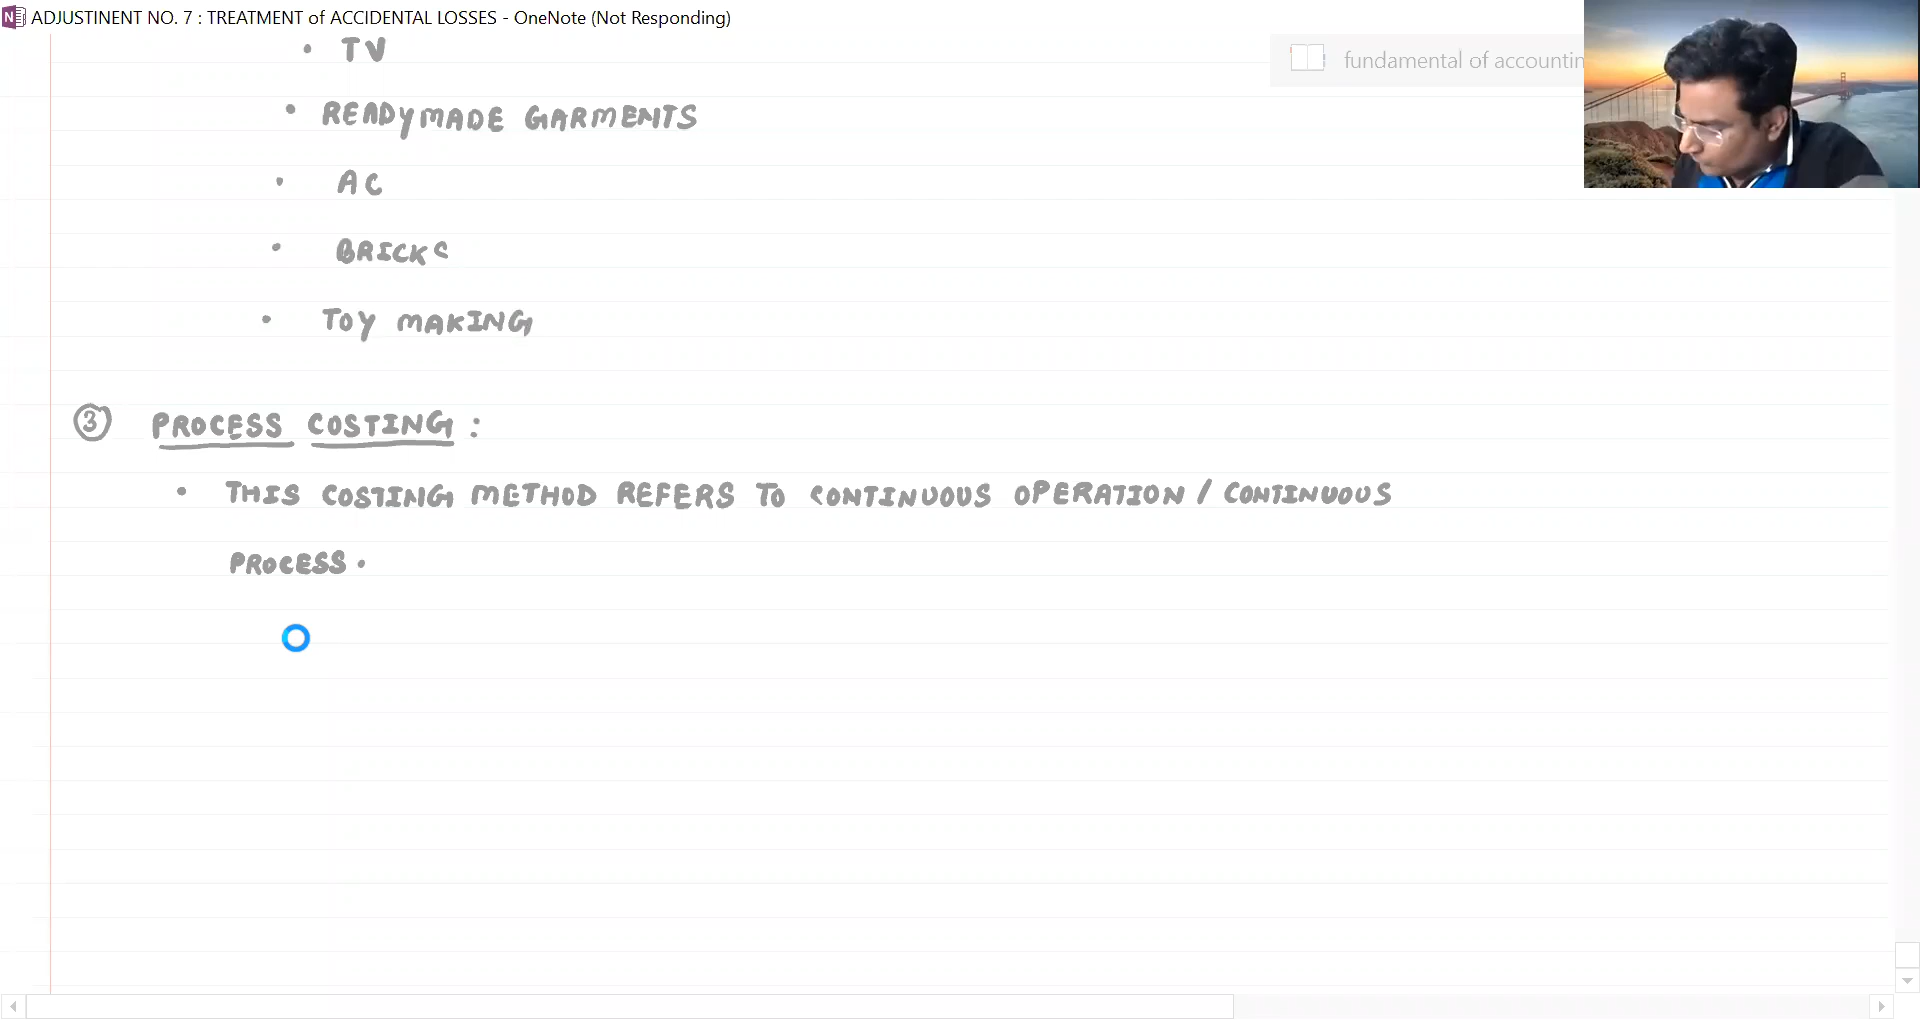 ADJUSTINENT NO. 7 : TREATMENT of ACCIDENTAL LOSSES - OneNote (Not Responding)
• TV
fundamental of accountin
• READYMADE GARMENTS
• AC
• BRICKS
• TOY MAKING
③ PROCESS COSTING :
• THIS COSTING METHOD REFERS TO CONTINUOUS OPERATION / CONTINUOUS
PROCESS.